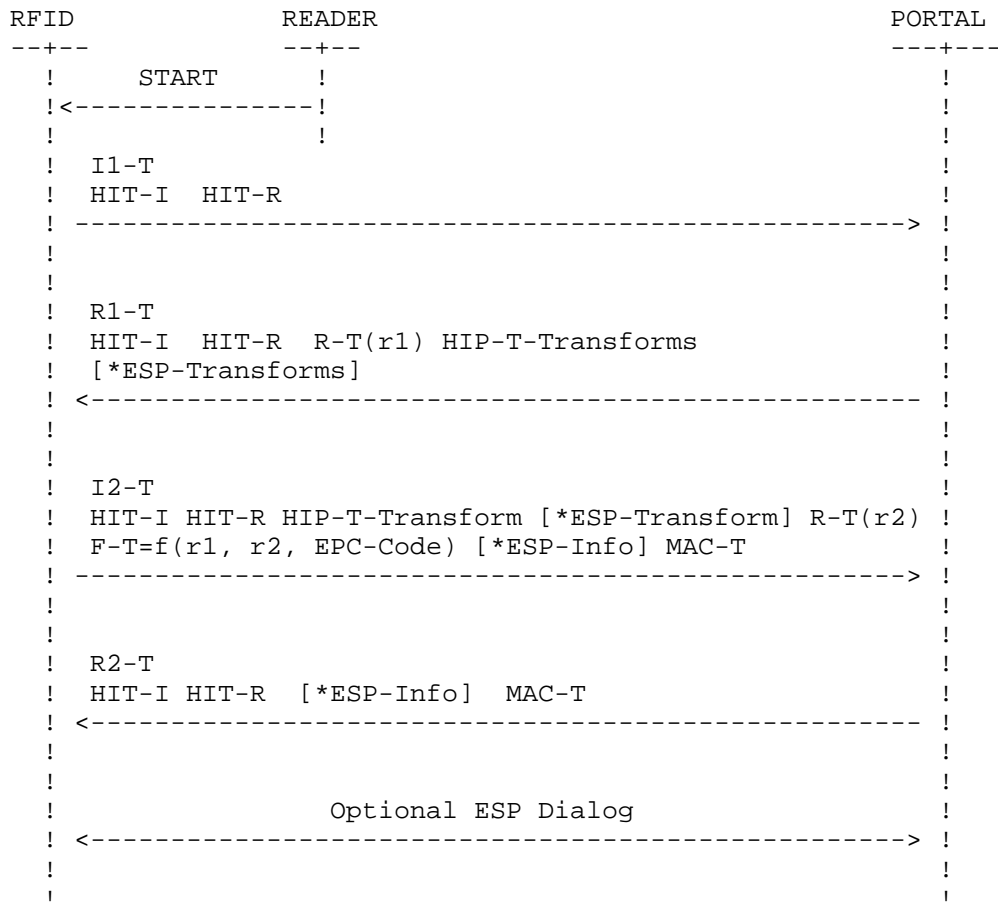 RFID                READER                                PORTAL
--+--            --+--                                 ---+---
  !     START      !                                      !
  !<---------------!                                      !
  !                !                                      !
  !  I1-T                                                 !
  !  HIT-I  HIT-R                                         !
  ! ----------------------------------------------------> !
  !                                                       !
  !                                                       !
  !  R1-T                                                 !
  !  HIT-I  HIT-R  R-T(r1) HIP-T-Transforms               !
  !  [*ESP-Transforms]                                    !
  ! <---------------------------------------------------- !
  !                                                       !
  !                                                       !
  !  I2-T                                                 !
  !  HIT-I HIT-R HIP-T-Transform [*ESP-Transform] R-T(r2) !
  !  F-T=f(r1, r2, EPC-Code) [*ESP-Info] MAC-T            !
  ! ----------------------------------------------------> !
  !                                                       !
  !                                                       !
  !  R2-T                                                 !
  !  HIT-I HIT-R  [*ESP-Info]  MAC-T                      !
  ! <---------------------------------------------------- !
  !                                                       !
  !                                                       !
  !                 Optional ESP Dialog                   !
  ! <---------------------------------------------------> !
  !                                                       !
  !                                                       !